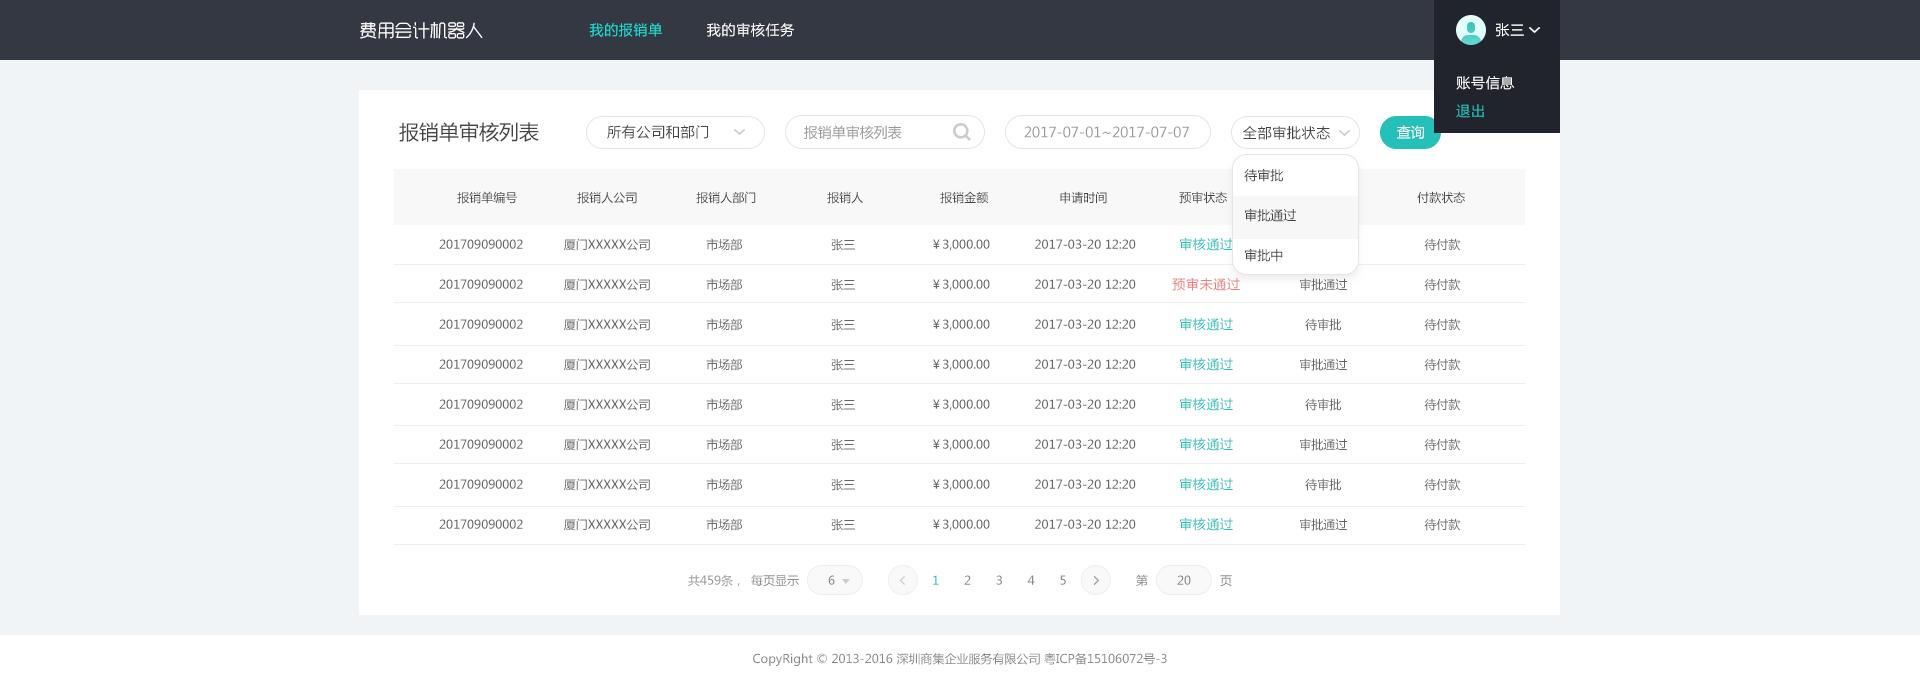 费用会计机器人 我的报销单 我的审核任务 张三
账号信息
退出
报销单审核列表 所有公司和部门 报销单审核列表 2017-07-01~2017-07-07 全部审批状态 查询
待审批
审批通过
审批中
报销单编号 报销人公司 报销人部门 报销人 报销金额 申请时间 预审状态 付款状态
201709090002 厦门XXXXX公司 市场部 张三 ¥3,000.00 2017-03-20 12:20 审核通过 待付款
201709090002 厦门XXXXX公司 市场部 张三 ¥3,000.00 2017-03-20 12:20 预审未通过 审批通过 待付款
201709090002 厦门XXXXX公司 市场部 张三 ¥3,000.00 2017-03-20 12:20 审核通过 待审批 待付款
201709090002 厦门XXXXX公司 市场部 张三 ¥3,000.00 2017-03-20 12:20 审核通过 审批通过 待付款
201709090002 厦门XXXXX公司 市场部 张三 ¥3,000.00 2017-03-20 12:20 审核通过 待审批 待付款
201709090002 厦门XXXXX公司 市场部 张三 ¥3,000.00 2017-03-20 12:20 审核通过 审批通过 待付款
201709090002 厦门XXXXX公司 市场部 张三 ¥3,000.00 2017-03-20 12:20 审核通过 待审批 待付款
201709090002 厦门XXXXX公司 市场部 张三 ¥3,000.00 2017-03-20 12:20 审核通过 审批通过 待付款
共459条， 每页显示 6 1 2 3 4 5 第 20 页
CopyRight © 2013-2016 深圳商集企业服务有限公司 粤ICP备15106072号-3